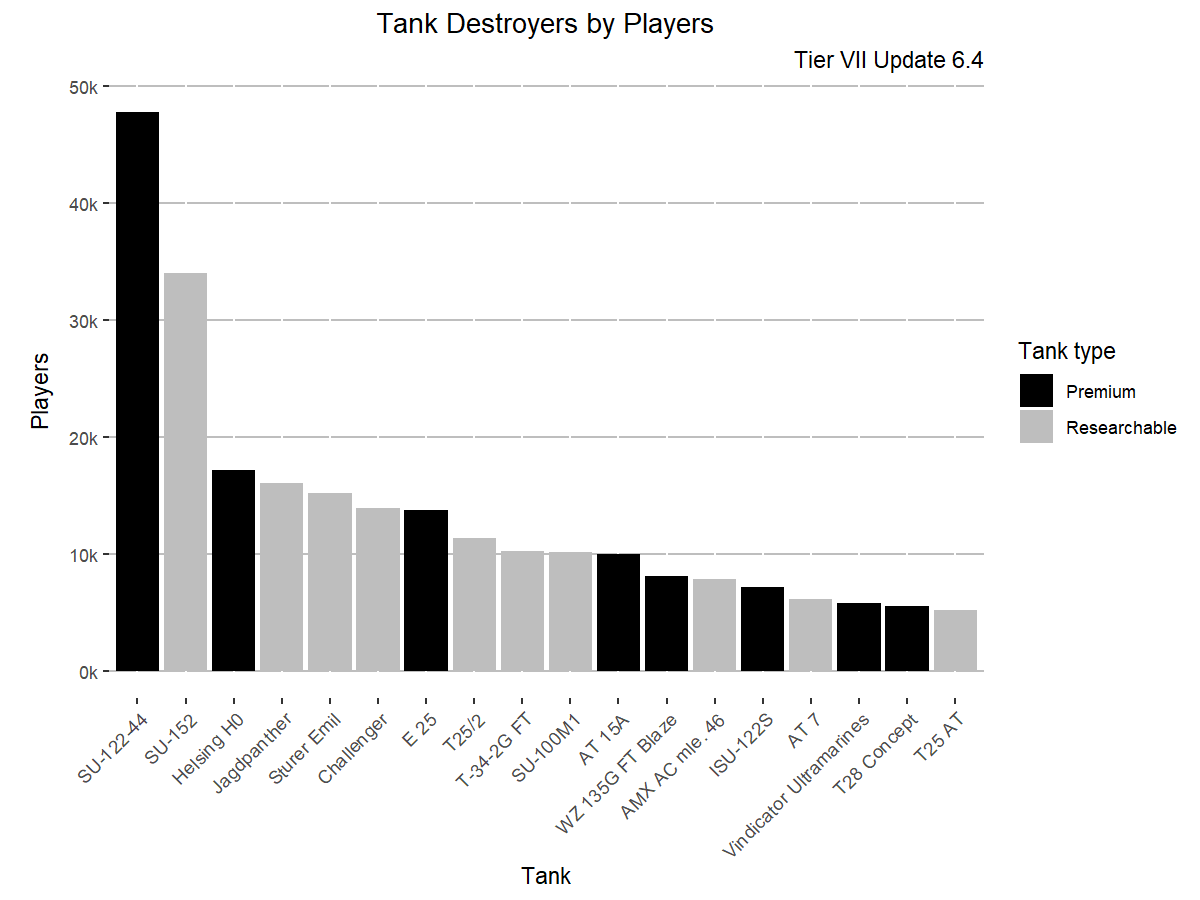 Tank Destroyers by Players
Tier VII Update 6.4
50k
40k
30k
20k
10k
0k
Players
SU-122-44
SU-152
Helsing H0
Jagdpanther
Sturer Emil
Challenger
E 25
T25/2
T-34-2G FT
SU-100M1
AT 15A
WZ 135G FT Blaze
AMX AC mle. 46
ISU-122S
AT 7
Vindicator Ultramarines
T28 Concept
T25 AT
Tank
Tank type
Premium
Researchable